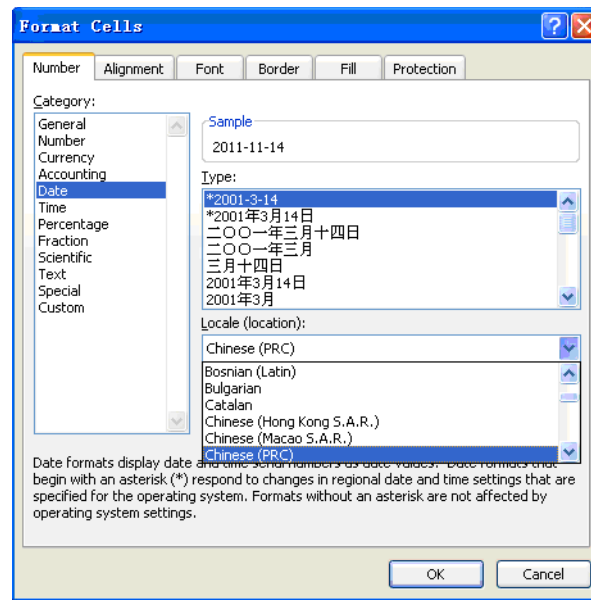 Format Cells
Number Alignment Font Border Fill Protection
Category:
General
Number
Currency
Accounting
Date
Time
Percentage
Fraction
Scientific
Text
Special
Custom
Sample
2011-11-14
Type:
*2001-3-14
*2001年3月14日
二〇〇一年三月十四日
二〇〇一年三月
三月十四日
2001年3月14日
2001年3月
Locale (location):
Chinese (PRC)
Bosnian (Latin)
Bulgarian
Catalan
Chinese (Hong Kong S.A.R.)
Chinese (Macao S.A.R.)
Chinese (PRC)
Date formats display date and time serial numbers as date values. Date formats that
begin with an asterisk (*) respond to changes in regional date and time settings that are
specified for the operating system. Formats without an asterisk are not affected by
operating system settings.
OK Cancel